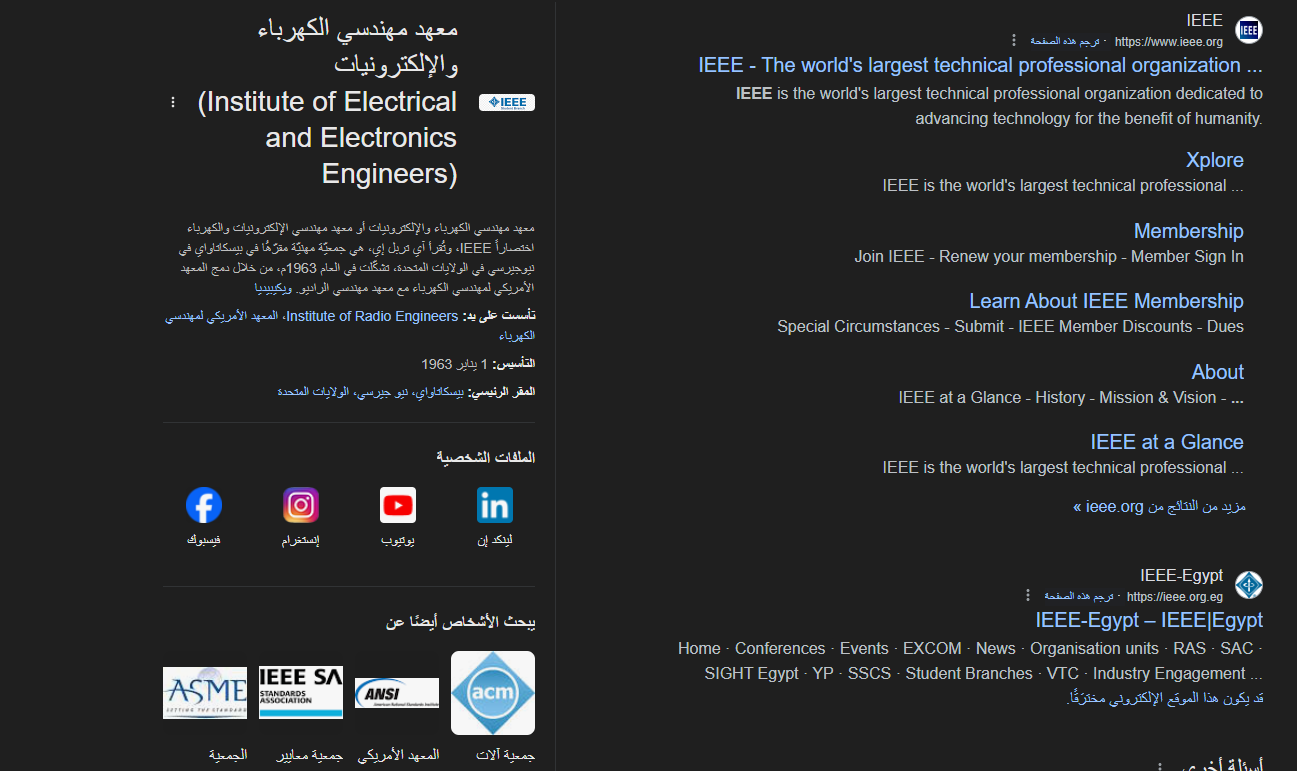 IEEE
https://www.ieee.org · ترجم هذه الصفحة
IEEE - The world's largest technical professional organization ...
IEEE is the world's largest technical professional organization dedicated to
advancing technology for the benefit of humanity.
Xplore
IEEE is the world's largest technical professional ...
Membership
Join IEEE - Renew your membership - Member Sign In
Learn About IEEE Membership
Special Circumstances - Submit - IEEE Member Discounts - Dues
About
IEEE at a Glance - History - Mission & Vision - ...
IEEE at a Glance
IEEE is the world's largest technical professional ...
مزيد من النتائج من ieee.org »
IEEE-Egypt
https://ieee.org.eg · ترجم هذه الصفحة
IEEE-Egypt – IEEE|Egypt
Home · Conferences · Events · EXCOM · News · Organisation units · RAS · SAC ·
SIGHT Egypt · YP · SSCS · Student Branches · VTC · Industry Engagement ...
قد يكون هذا الموقع الإلكتروني مخترَقًا.
أسئلة أخرى
معهد مهندسي الكهرباء
والإلكترونيات
(Institute of Electrical
and Electronics
Engineers)
IEEE
Student Branch
معهد مهندسي الكهرباء والإلكترونيات أو معهد مهندسي الإلكترونيات والكهرباء
اختصاراً IEEE، وتُقرأ آي تربل إي، هي جمعيّة مهنيّة مقرّهُا في بيسكاتاواي في
نيوجيرسي في الولايات المتحدة، تشكّلت في العام 1963م، من خلال دمج المعهد
الأمريكي لمهندسي الكهرباء مع معهد مهندسي الراديو. ويكيبيديا
تأسست على يد: Institute of Radio Engineers، المعهد الأمريكي لمهندسي
الكهرباء
التأسيس: 1 يناير 1963
المقر الرئيسي: بيسكاتاواي، نيو جيرسي، الولايات المتحدة
الملفات الشخصية
لينكد إن
يوتيوب
إنستغرام
فيسبوك
يبحث الأشخاص أيضًا عن
acm
ANSI
American National Standards Institute
IEEE SA
STANDARDS
ASSOCIATION
ASME
SETTING THE STANDARD
جمعية آلات
المعهد الأمريكي
جمعية معايير
الجمعية